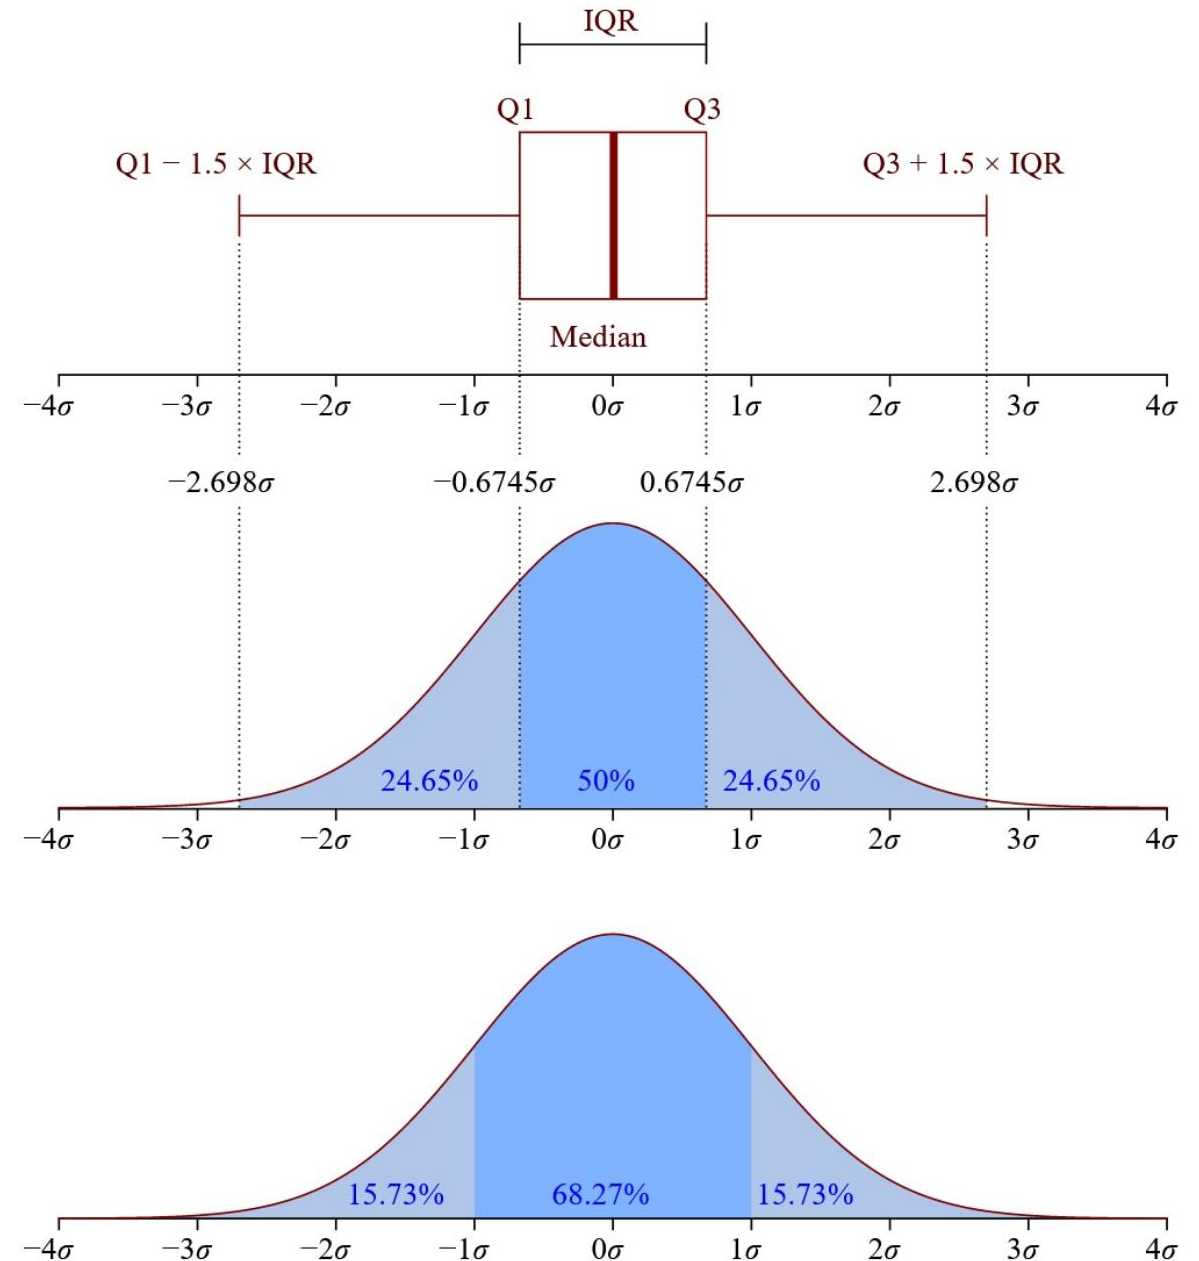 IQR
Q1 Q3
Q1 − 1.5 × IQR Q3 + 1.5 × IQR
Median
−4σ −3σ −2σ −1σ 0σ 1σ 2σ 3σ 4σ
−2.698σ −0.6745σ 0.6745σ 2.698σ
24.65% 50% 24.65%
−4σ −3σ −2σ −1σ 0σ 1σ 2σ 3σ 4σ
15.73% 68.27% 15.73%
−4σ −3σ −2σ −1σ 0σ 1σ 2σ 3σ 4σ